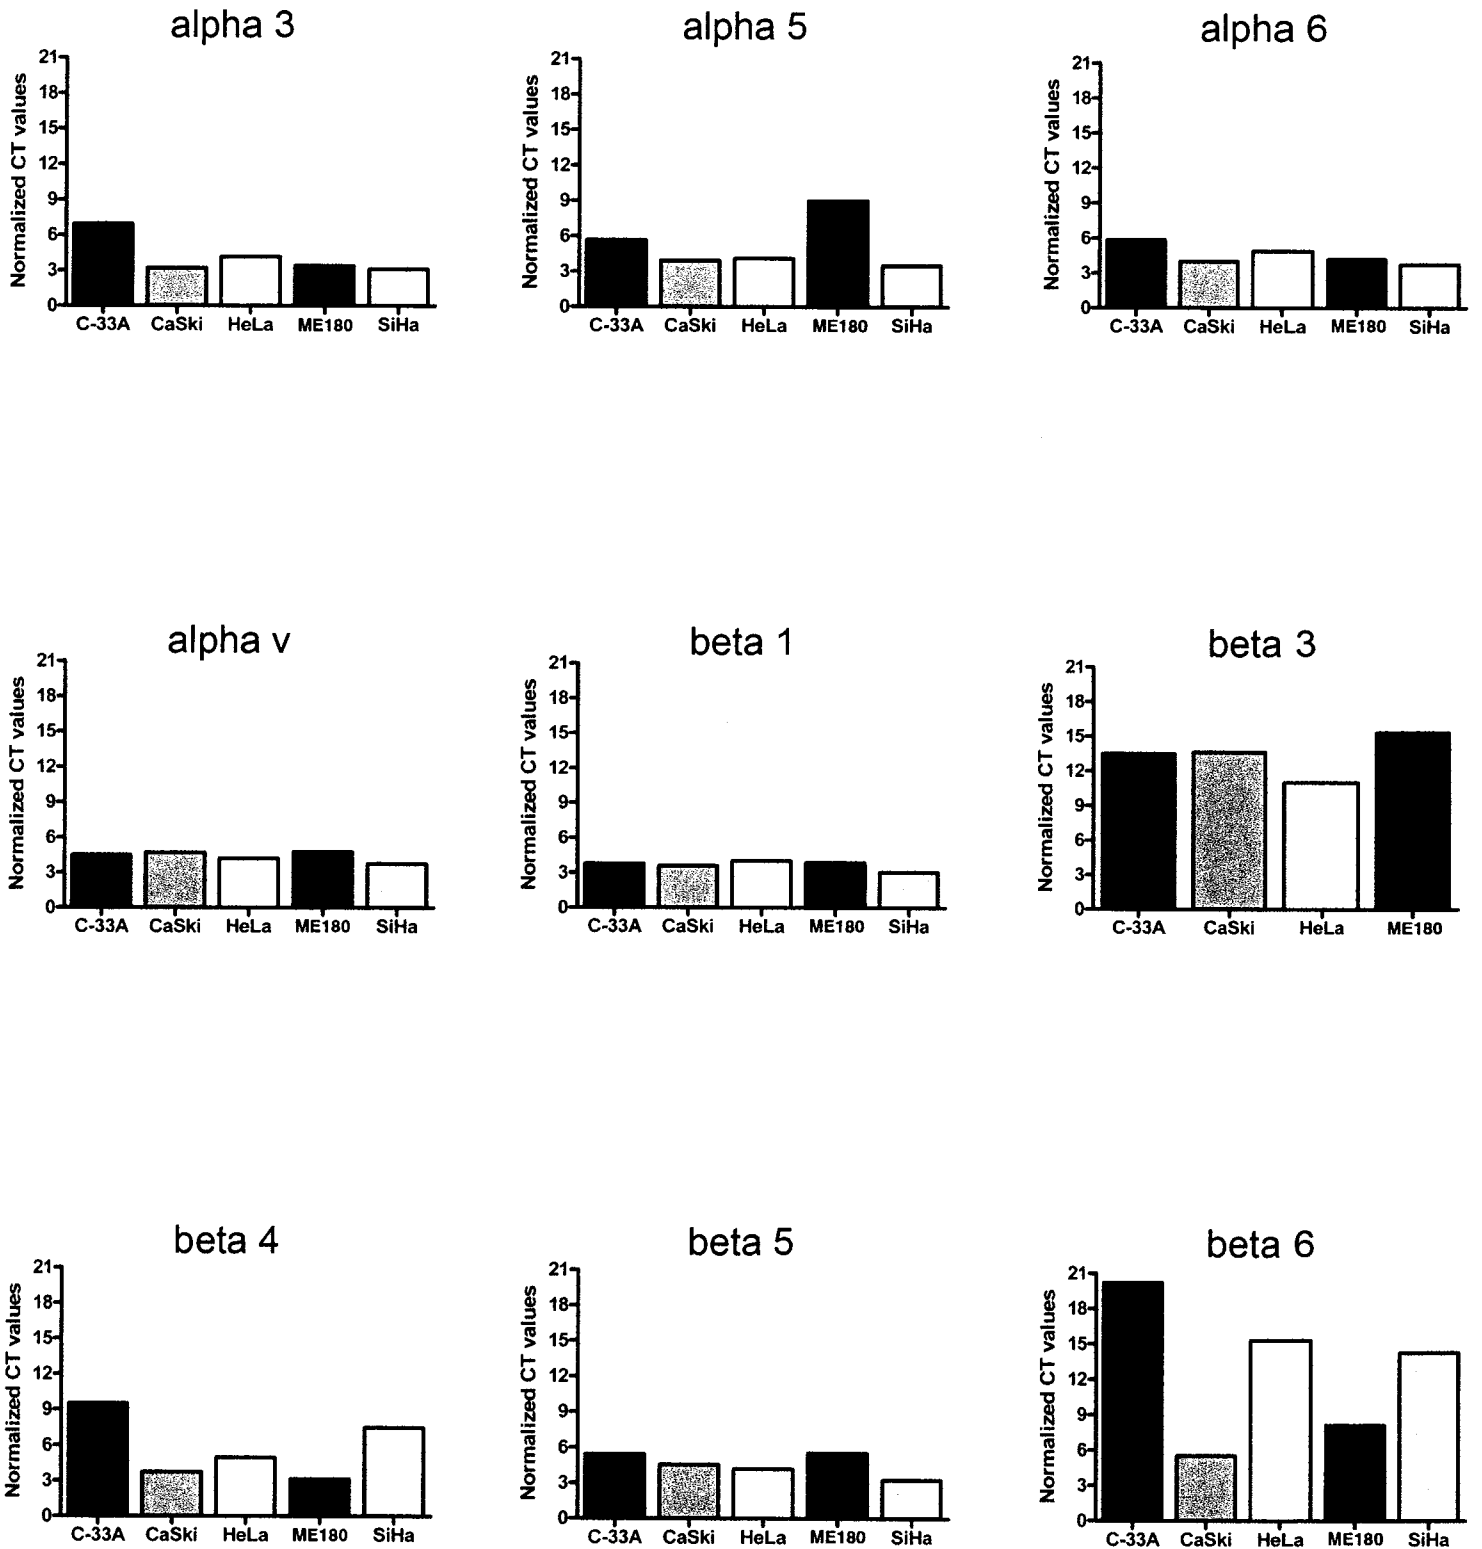 alpha 3
Normalized CT values
21
18
15
12
9
6
3
0
C-33A CaSki HeLa ME180 SiHa
alpha 5
Normalized CT values
21
18
15
12
9
6
3
0
C-33A CaSki HeLa ME180 SiHa
alpha 6
Normalized CT values
21
18
15
12
9
6
3
0
C-33A CaSki HeLa ME180 SiHa
alpha v
Normalized CT values
21
18
15
12
9
6
3
0
C-33A CaSki HeLa ME180 SiHa
beta 1
Normalized CT values
21
18
15
12
9
6
3
0
C-33A CaSki HeLa ME180 SiHa
beta 3
Normalized CT values
21
18
15
12
9
6
3
0
C-33A CaSki HeLa ME180
beta 4
Normalized CT values
21
18
15
12
9
6
3
0
C-33A CaSki HeLa ME180 SiHa
beta 5
Normalized CT values
21
18
15
12
9
6
3
0
C-33A CaSki HeLa ME180 SiHa
beta 6
Normalized CT values
21
18
15
12
9
6
3
0
C-33A CaSki HeLa ME180 SiHa